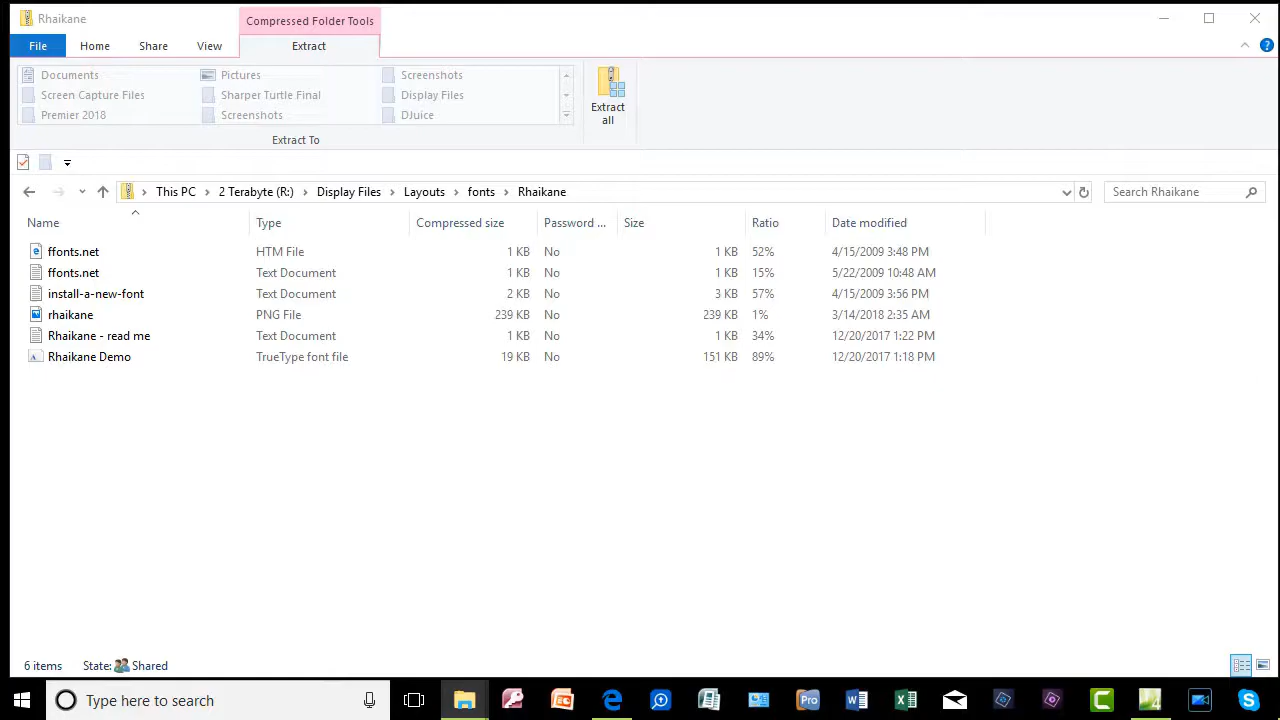 Rhaikane
Compressed Folder Tools
File
Home
Share
View
Extract
Documents
Pictures
Screenshots
Screen Capture Files
Sharper Turtle Final
Display Files
Premier 2018
Screenshots
DJuice
Extract To
Extract
all
This PC
2 Terabyte (R:)
Display Files
Layouts
fonts
Rhaikane
Search Rhaikane
Name Type Compressed size Password ... Size Ratio Date modified
ffonts.net HTM File 1 KB No 1 KB 52% 4/15/2009 3:48 PM
ffonts.net Text Document 1 KB No 1 KB 15% 5/22/2009 10:48 AM
install-a-new-font Text Document 2 KB No 3 KB 57% 4/15/2009 3:56 PM
rhaikane PNG File 239 KB No 239 KB 1% 3/14/2018 2:35 AM
Rhaikane - read me Text Document 1 KB No 1 KB 34% 12/20/2017 1:22 PM
Rhaikane Demo TrueType font file 19 KB No 151 KB 89% 12/20/2017 1:18 PM
6 items State: Shared
Type here to search
Pro